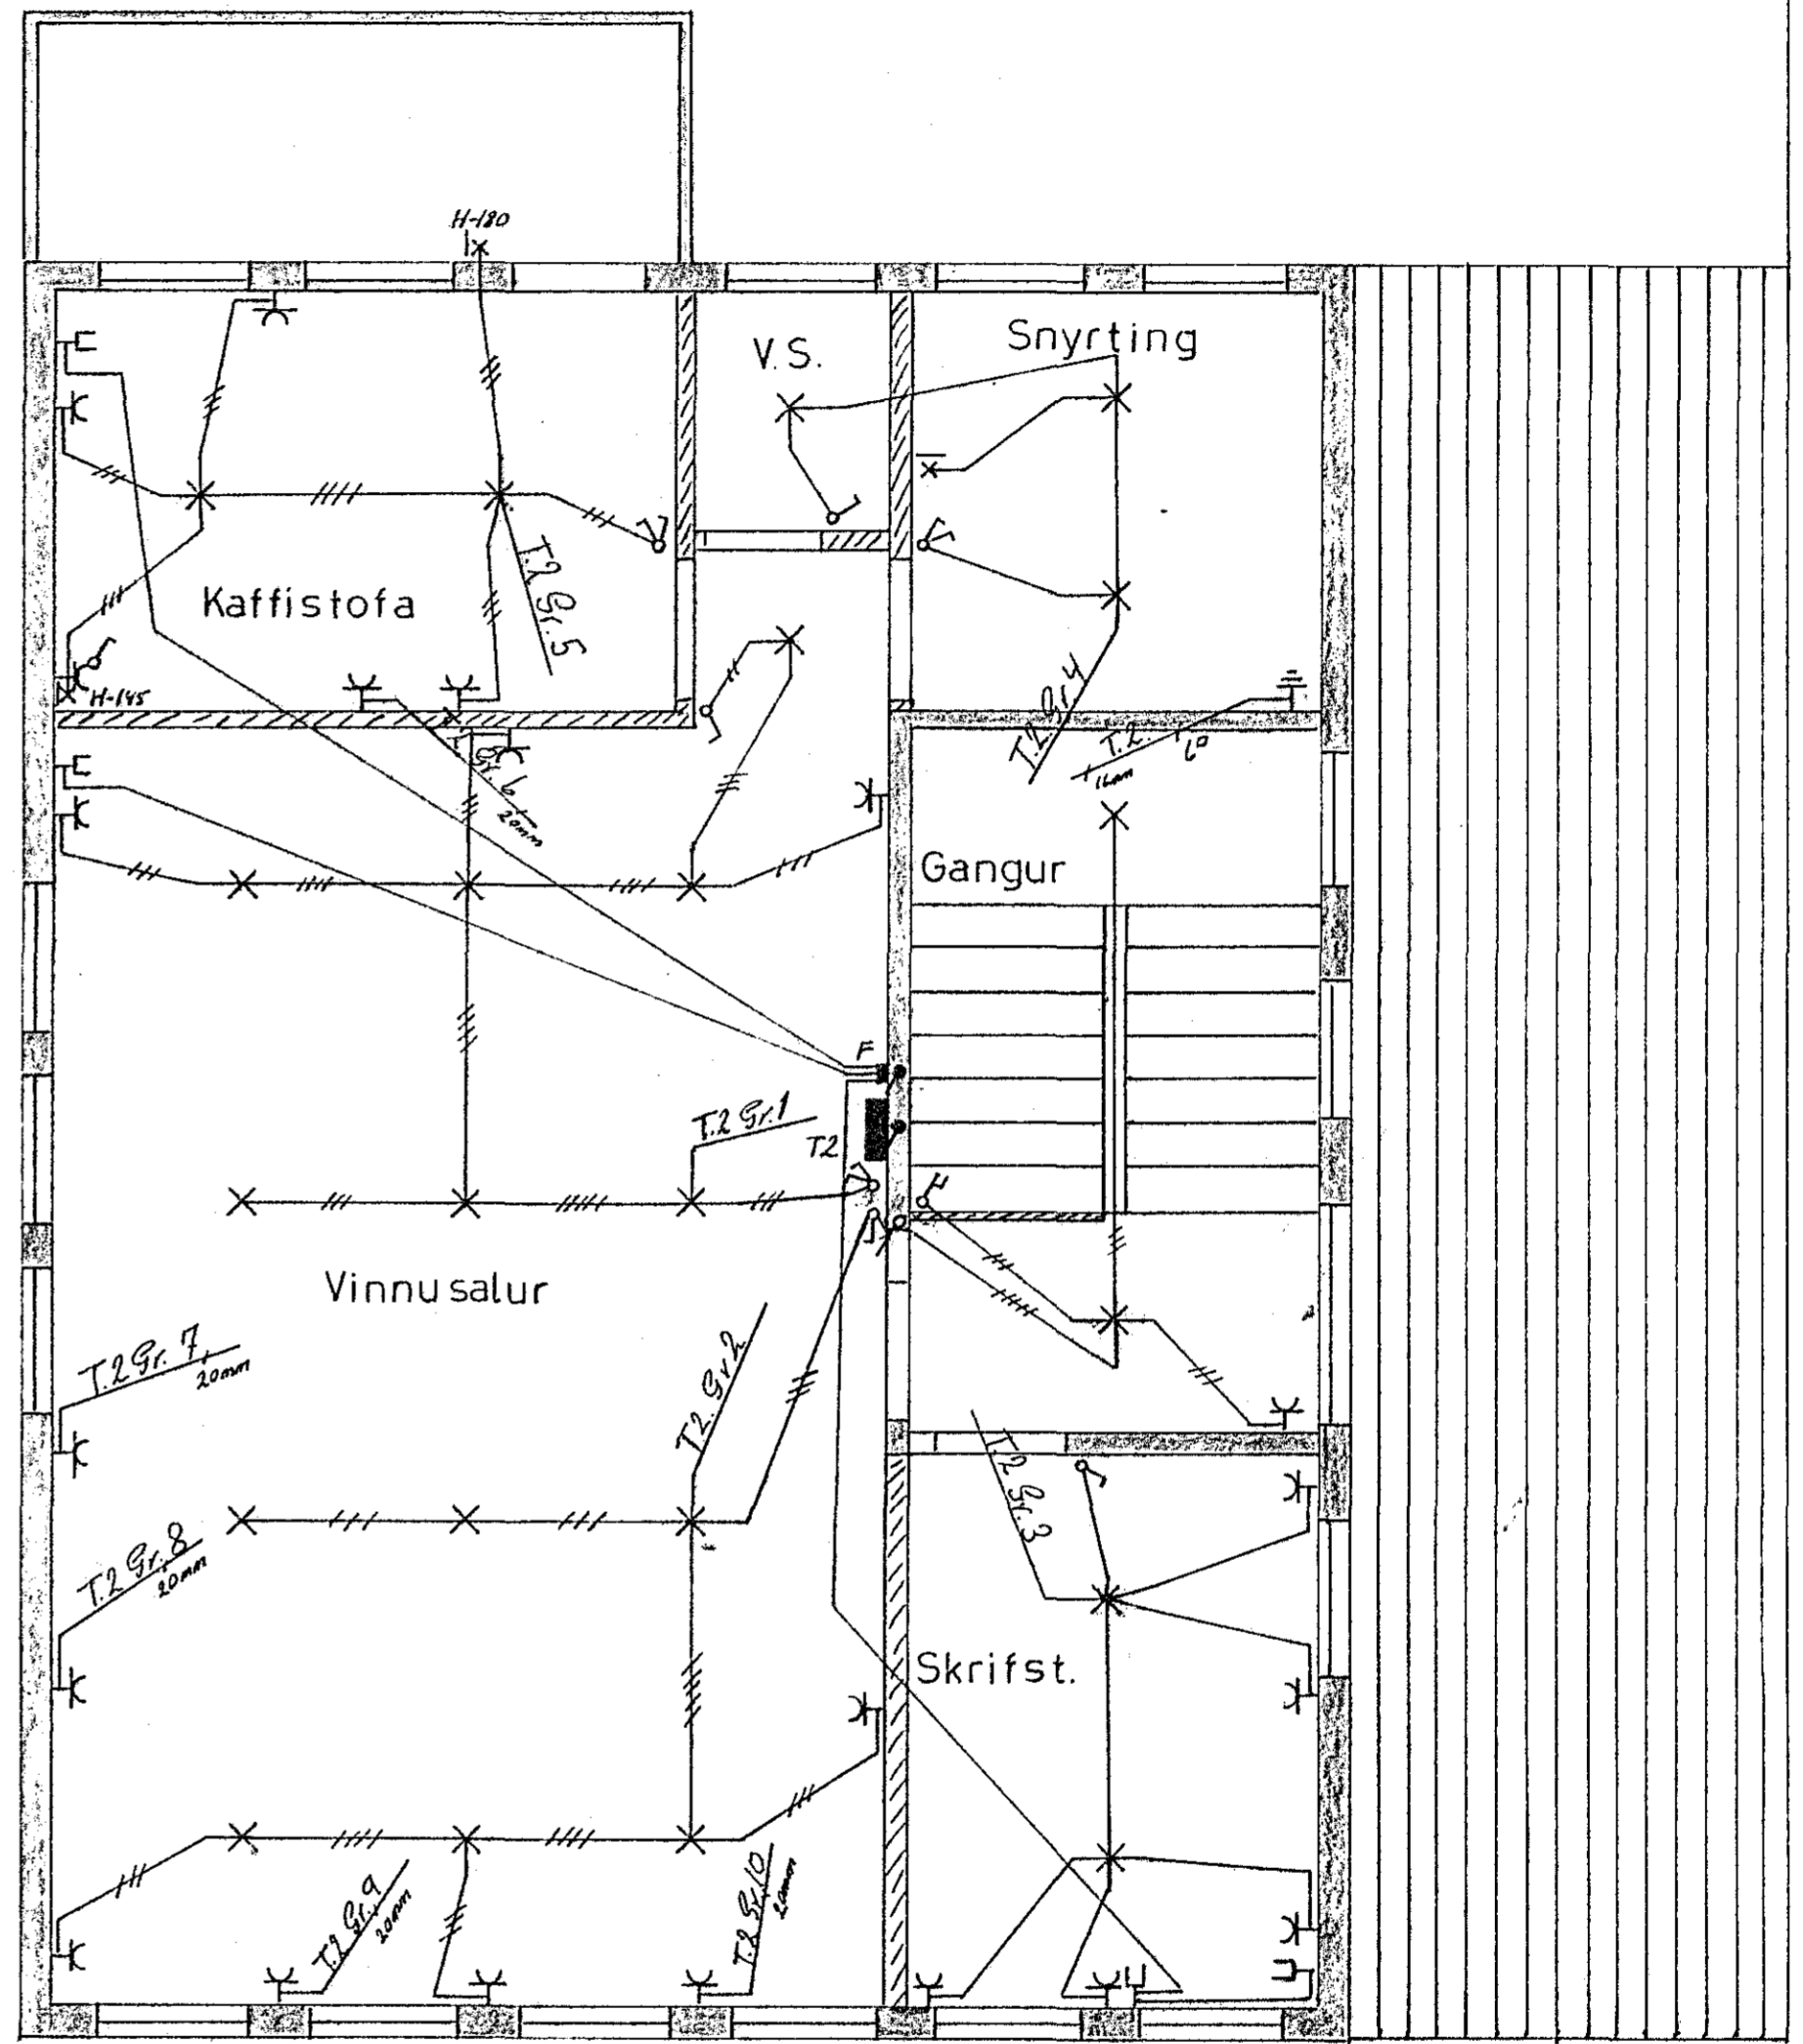 H-180
V.S.
Snyrting
T.2 Gr.5
Kaffistofa
H-145
T.2. Gr.4
T.2.
16mm
6▫
Gr. 6
20mm
Gangur
F
T.2 Gr.1
T2
Vinnusalur
T.2 Gr. 7
20mm
T.2. Gr 2
T.2 Gr.3
T.2 Gr. 8
20mm
Skrifst.
T.2 Gr. 9
20mm
T.2 Gr.10
20mm